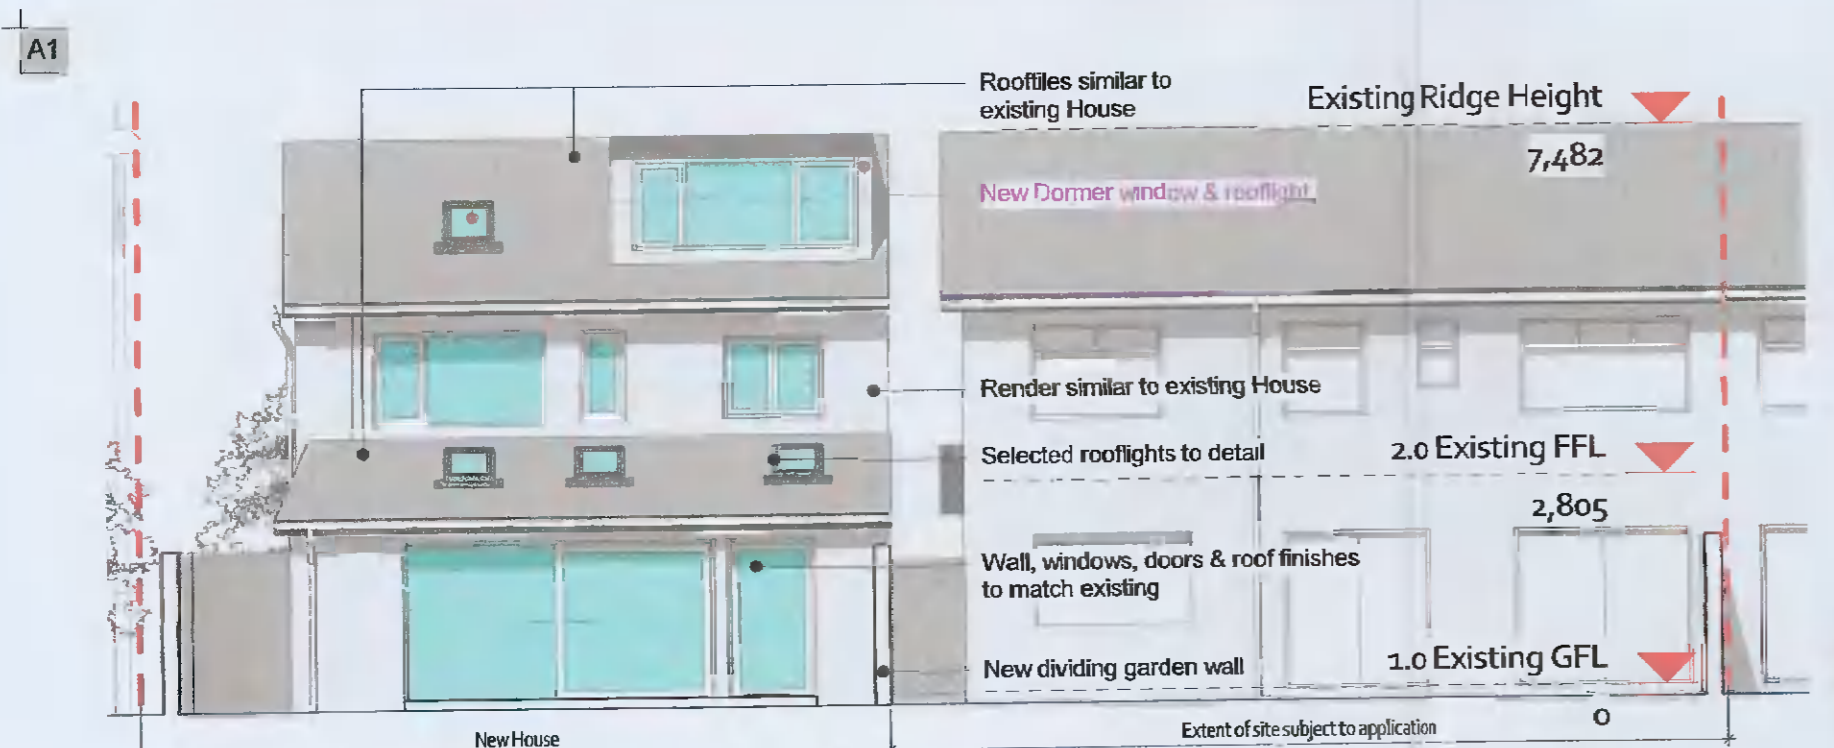 A1
Rooftiles similar to
existing House
Existing Ridge Height
7,482
New Dormer window & rooflight
Render similar to existing House
Selected rooflights to detail
2.0 Existing FFL
2,805
Wall, windows, doors & roof finishes
to match existing
New dividing garden wall
1.0 Existing GFL
0
New House
Extent of site subject to application